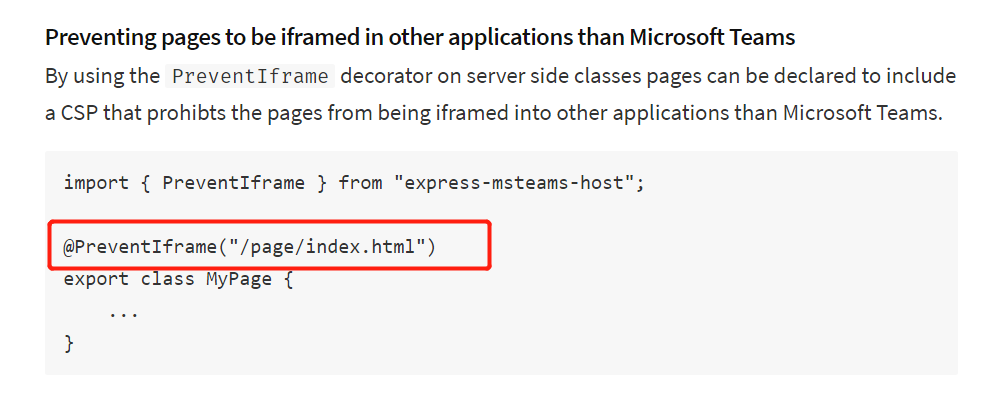 Preventing pages to be iframed in other applications than Microsoft Teams
By using the PreventIframe decorator on server side classes pages can be declared to include
a CSP that prohibts the pages from being iframed into other applications than Microsoft Teams.
import { PreventIframe } from "express-msteams-host";
@PreventIframe("/page/index.html")
export class MyPage {
...
}